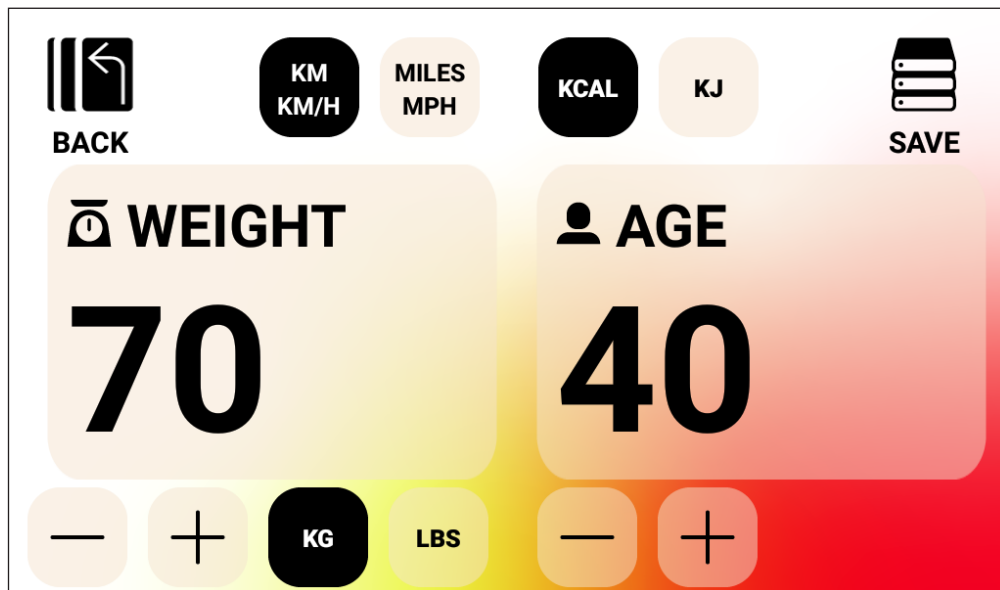 BACK
KM
KM/H
MILES
MPH
KCAL
KJ
SAVE
WEIGHT
70
AGE
40
KG
LBS